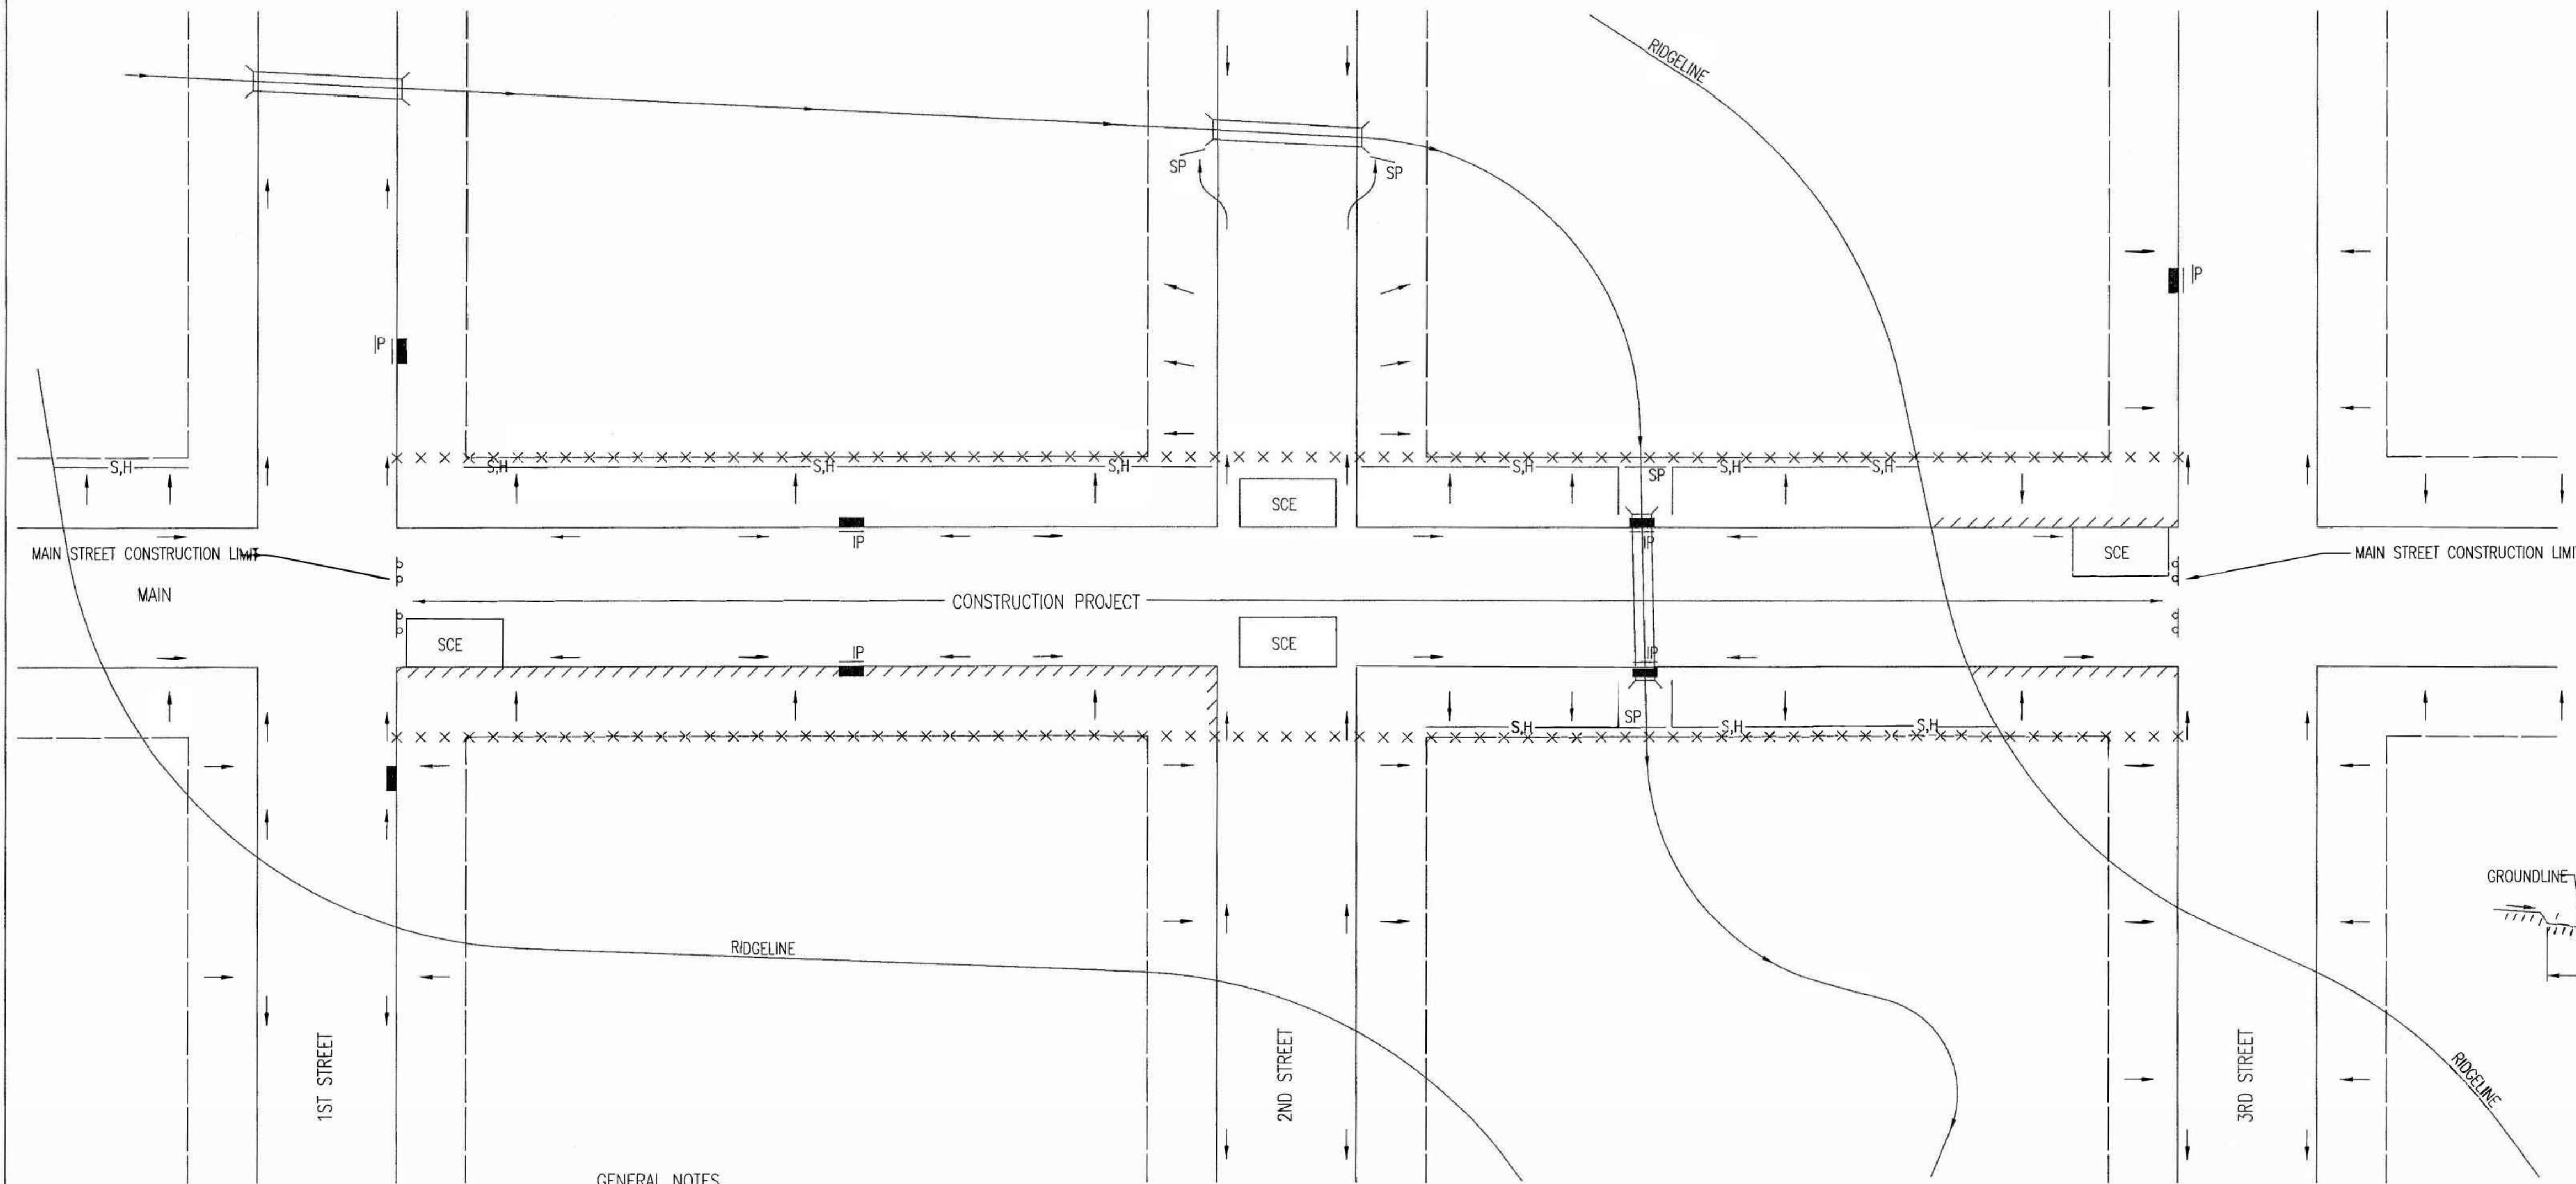 RIDGELINE
SP
SP
IP
IP
S,H
S,H
S,H
S,H
S,H
SP
S,H
S,H
SCE
IP
IP
SCE
MAIN STREET CONSTRUCTION LIMIT
MAIN STREET CONSTRUCTION LIMI
MAIN
CONSTRUCTION PROJECT
SCE
SCE
IP
IP
SP
S,H
S,H
S,H
GROUNDLINE
RIDGELINE
1ST STREET
2ND STREET
3RD STREET
RIDGELINE
GENERAL NOTES